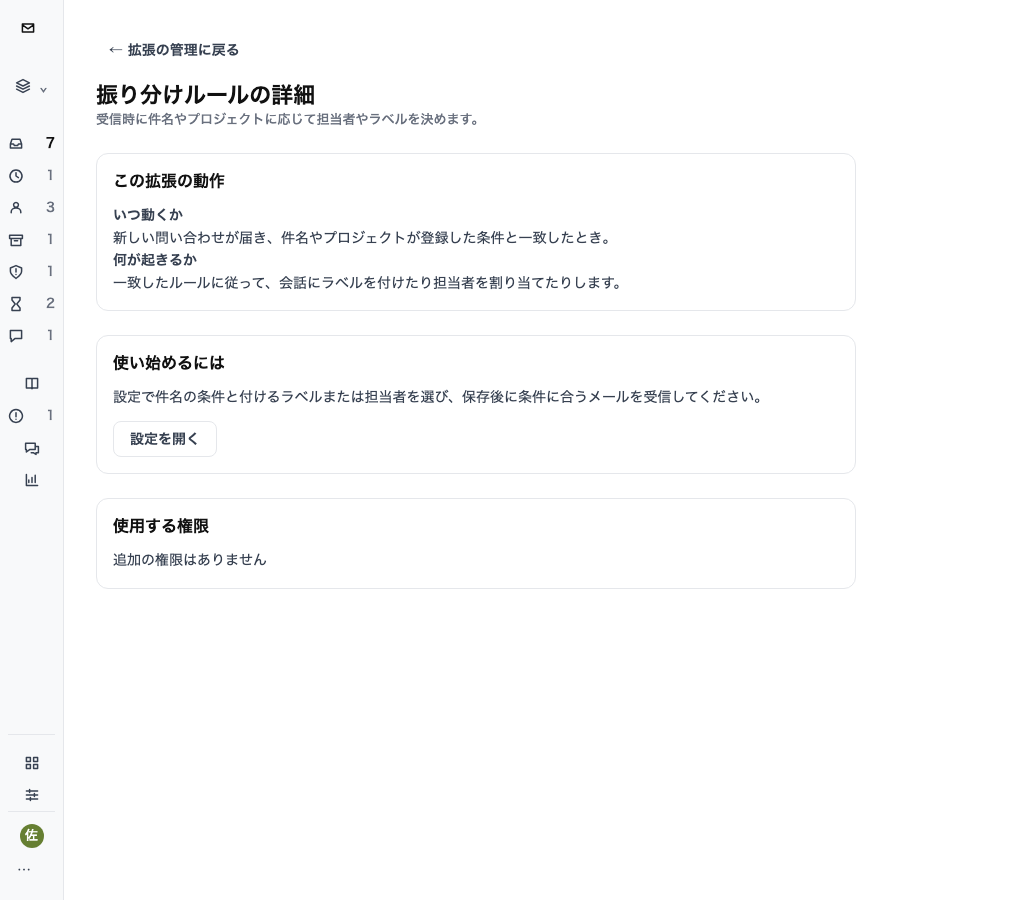 ← 拡張の管理に戻る
振り分けルールの詳細
受信時に件名やプロジェクトに応じて担当者やラベルを決めます。
この拡張の動作
いつ動くか
新しい問い合わせが届き、件名やプロジェクトが登録した条件と一致したとき。
何が起きるか
一致したルールに従って、会話にラベルを付けたり担当者を割り当てたりします。
使い始めるには
設定で件名の条件と付けるラベルまたは担当者を選び、保存後に条件に合うメールを受信してください。
設定を開く
使用する権限
追加の権限はありません
7
1
3
1
1
2
1
1
佐
…